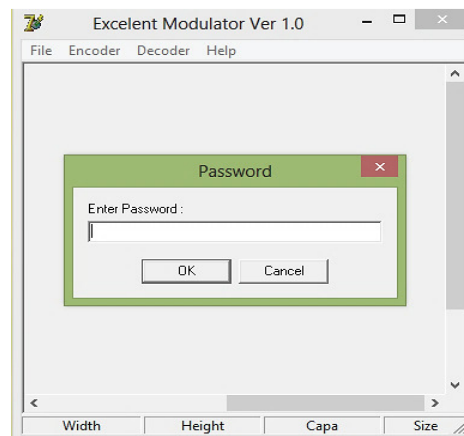 Excelent Modulator Ver 1.0
File Encoder Decoder Help
Password
Enter Password :
OK Cancel
Width Height Capa Size